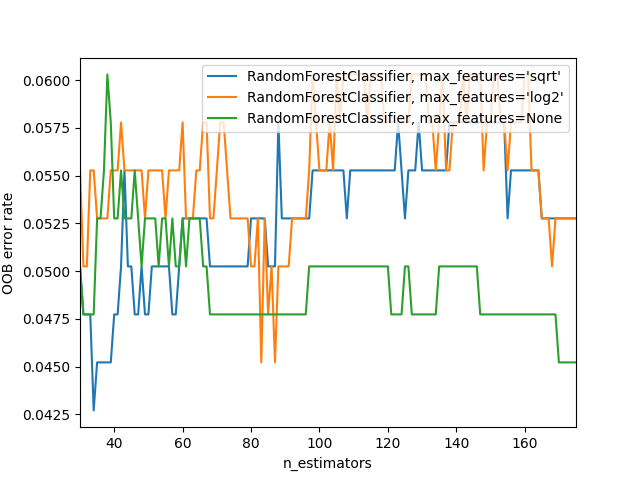 RandomForestClassifier, max_features='sqrt'
RandomForestClassifier, max_features='log2'
RandomForestClassifier, max_features=None
OOB error rate
0.0600
0.0575
0.0550
0.0525
0.0500
0.0475
0.0450
0.0425
40 60 80 100 120 140 160
n_estimators